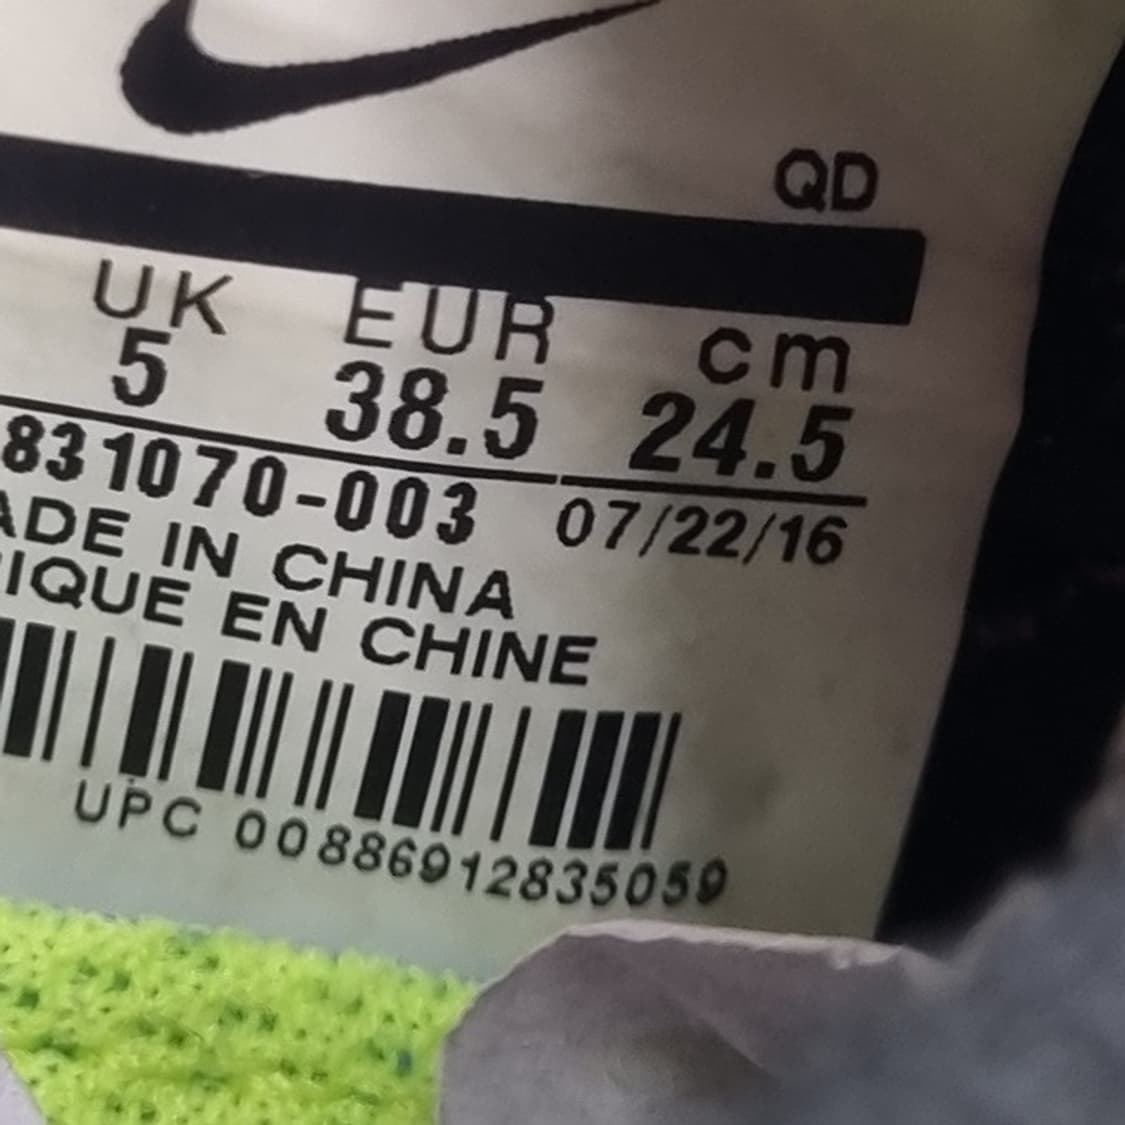 QD
UK EUR cm
5 38.5 24.5
831070-003 07/22/16
ADE IN CHINA
IQUE EN CHINE
UPC 00886912835059